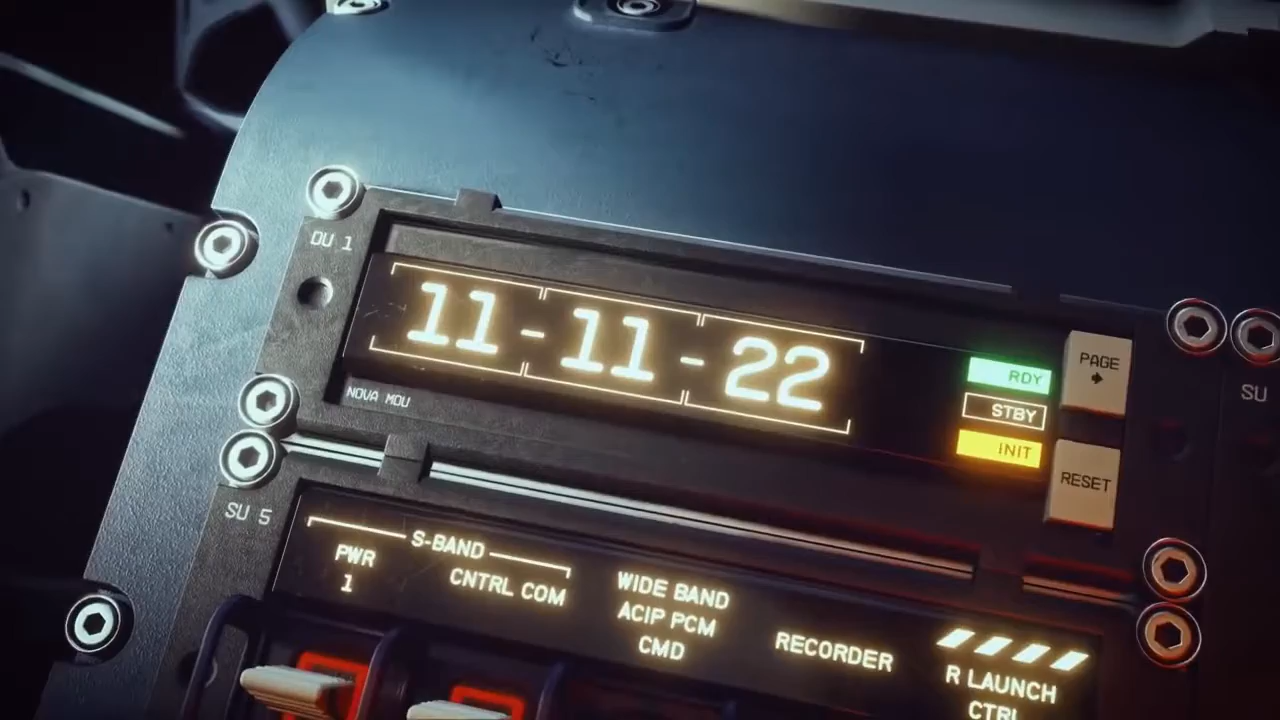 DU 1
11-11-22
NOVA MDU
RDY
STBY
INIT
PAGE
RESET
SU
SU 5
S-BAND
PWR
1
CNTRL COM
WIDE BAND
ACIP PCM
CMD
RECORDER
R LAUNCH
CTRL